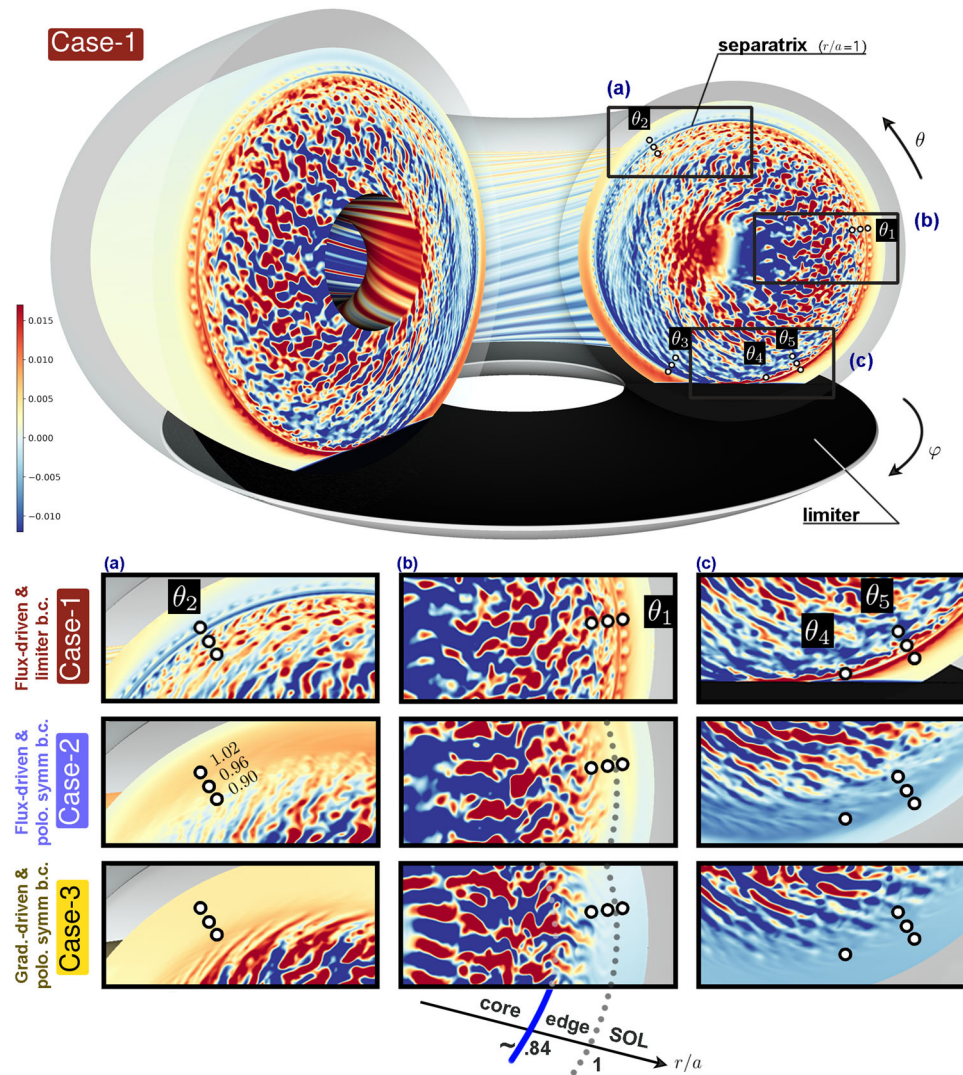 Case-1
separatrix (r/a=1)
(a)
θ₂
θ
(b)
θ₁
0.015
0.010
0.005
0.000
−0.005
−0.010
θ₃
θ₄
θ₅
(c)
φ
limiter
(a)
(b)
(c)
Flux-driven &
limiter b.c.
Case-1
θ₂
θ₁
θ₄
θ₅
Flux-driven &
polo. symm b.c.
Case-2
1.02
0.96
0.90
Grad.-driven &
polo. symm b.c.
Case-3
core
edge
SOL
~ .84
1
r/a